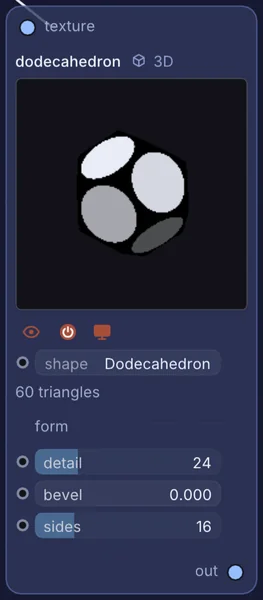 texture
dodecahedron 3D
shape Dodecahedron
60 triangles
form
detail 24
bevel 0.000
sides 16
out